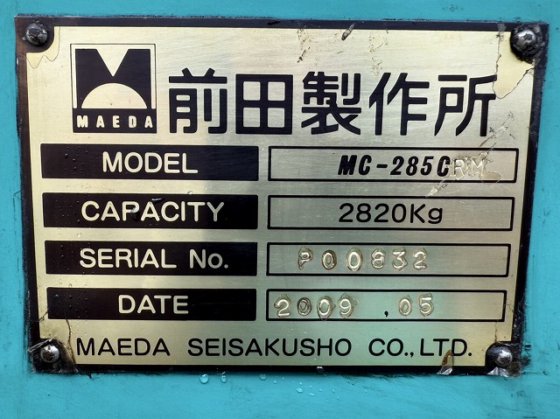 MAEDA
前田製作所
MODEL MC-285CRM
CAPACITY 2820Kg
SERIAL No. P00832
DATE 2009 .05
MAEDA SEISAKUSHO CO.,LTD.